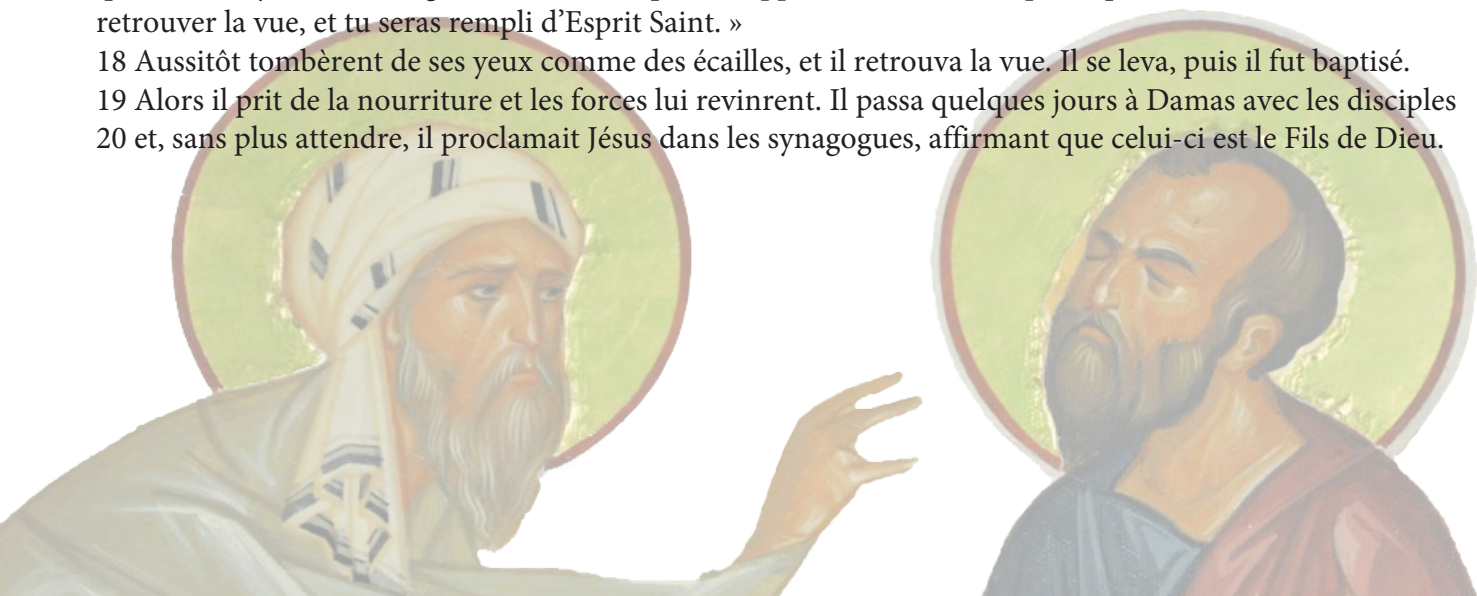 retrouver la vue, et tu seras rempli d’Esprit Saint. »
18 Aussitôt tombèrent de ses yeux comme des écailles, et il retrouva la vue. Il se leva, puis il fut baptisé.
19 Alors il prit de la nourriture et les forces lui revinrent. Il passa quelques jours à Damas avec les disciples
20 et, sans plus attendre, il proclamait Jésus dans les synagogues, affirmant que celui-ci est le Fils de Dieu.